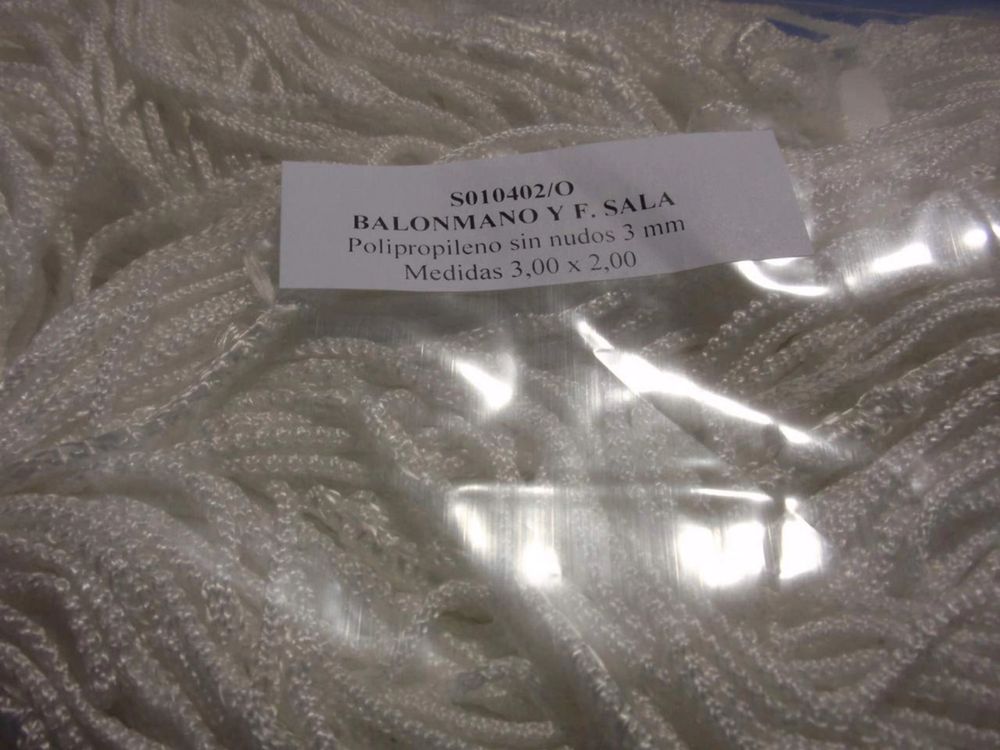 S010402/O
BALONMANO Y F. SALA
Polipropileno sin nudos 3 mm
Medidas 3,00 x 2,00